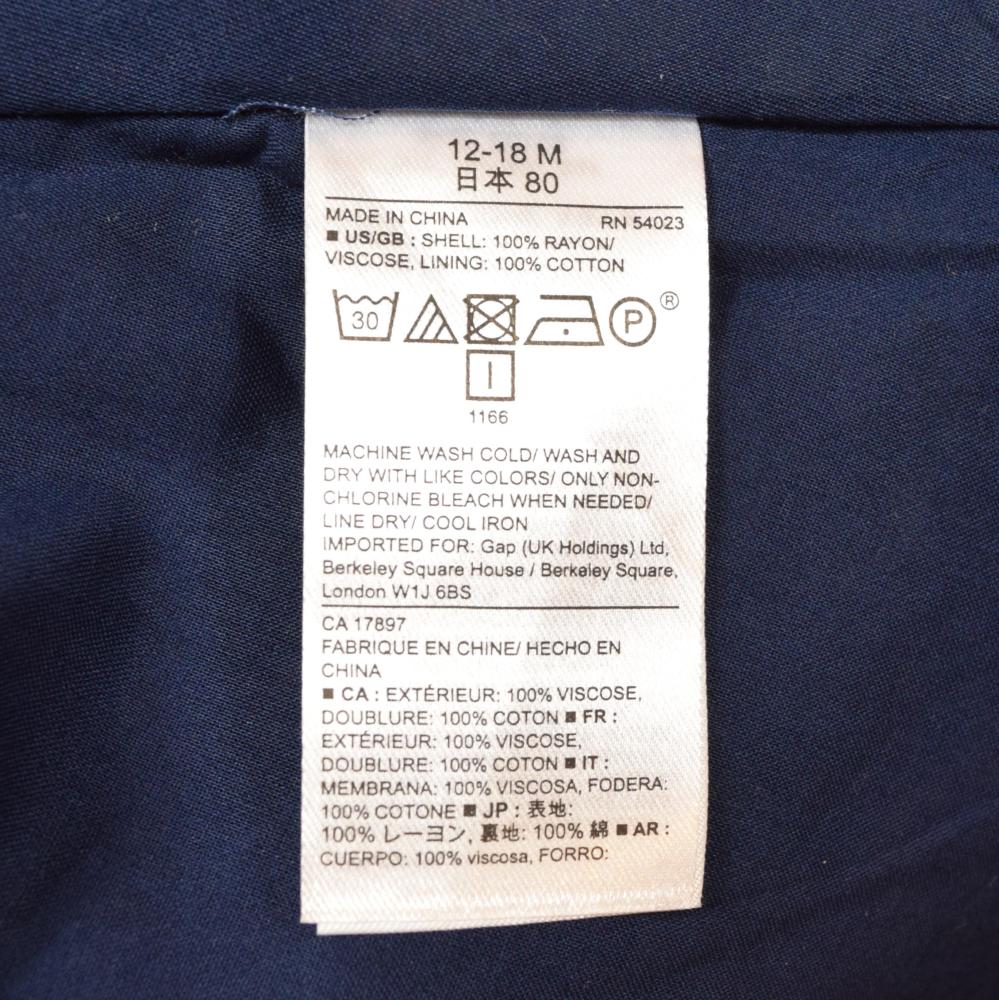 12-18 M
日本 80
MADE IN CHINA RN 54023
■ US/GB : SHELL: 100% RAYON/
VISCOSE, LINING: 100% COTTON
30 P ®
1166
MACHINE WASH COLD/ WASH AND
DRY WITH LIKE COLORS/ ONLY NON-
CHLORINE BLEACH WHEN NEEDED/
LINE DRY/ COOL IRON
IMPORTED FOR: Gap (UK Holdings) Ltd,
Berkeley Square House / Berkeley Square,
London W1J 6BS
CA 17897
FABRIQUE EN CHINE/ HECHO EN
CHINA
■ CA : EXTÉRIEUR: 100% VISCOSE,
DOUBLURE: 100% COTON ■ FR :
EXTÉRIEUR: 100% VISCOSE,
DOUBLURE: 100% COTON ■ IT :
MEMBRANA: 100% VISCOSA, FODERA:
100% COTONE ■ JP : 表地:
100% レーヨン, 裏地: 100% 綿 ■ AR :
CUERPO: 100% viscosa, FORRO: